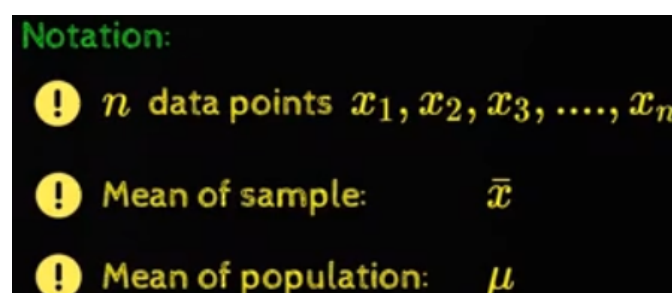 Notation:
! n data points x₁, x₂, x₃, ...., xₙ
! Mean of sample: x̄
! Mean of population: μ